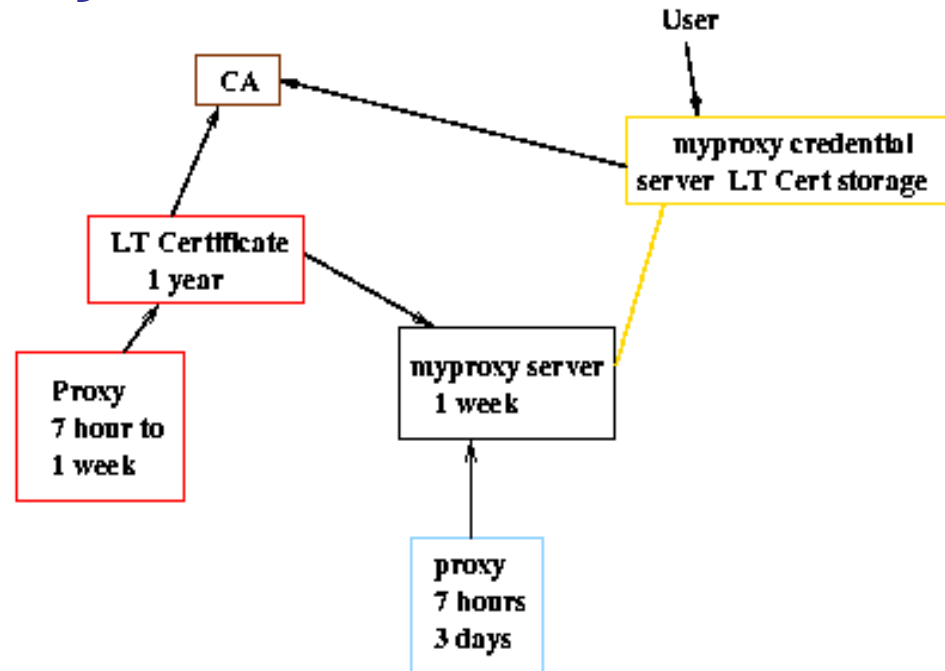 User
CA
myproxy credential
server LT Cert storage
LT Certificate
1 year
myproxy server
1 week
Proxy
7 hour to
1 week
proxy
7 hours
3 days